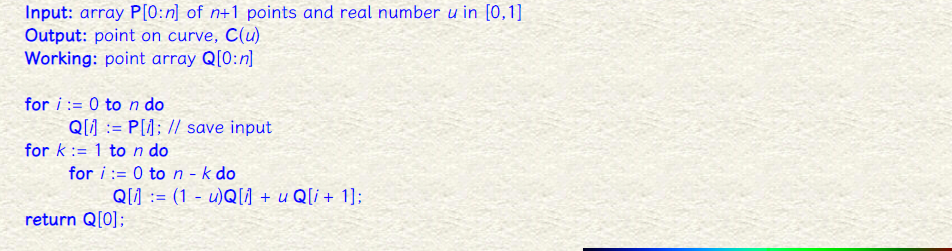 Input: array P[0:n] of n+1 points and real number u in [0,1]
Output: point on curve, C(u)
Working: point array Q[0:n]
for i := 0 to n do
Q[i] := P[i]; // save input
for k := 1 to n do
for i := 0 to n - k do
Q[i] := (1 - u)Q[i] + u Q[i + 1];
return Q[0];